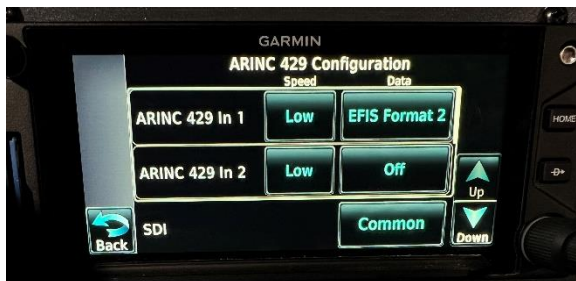 GARMIN
ARINC 429 Configuration
Speed Data
ARINC 429 In 1 Low EFIS Format 2
ARINC 429 In 2 Low Off
Up
SDI Common
Back Down
HOME